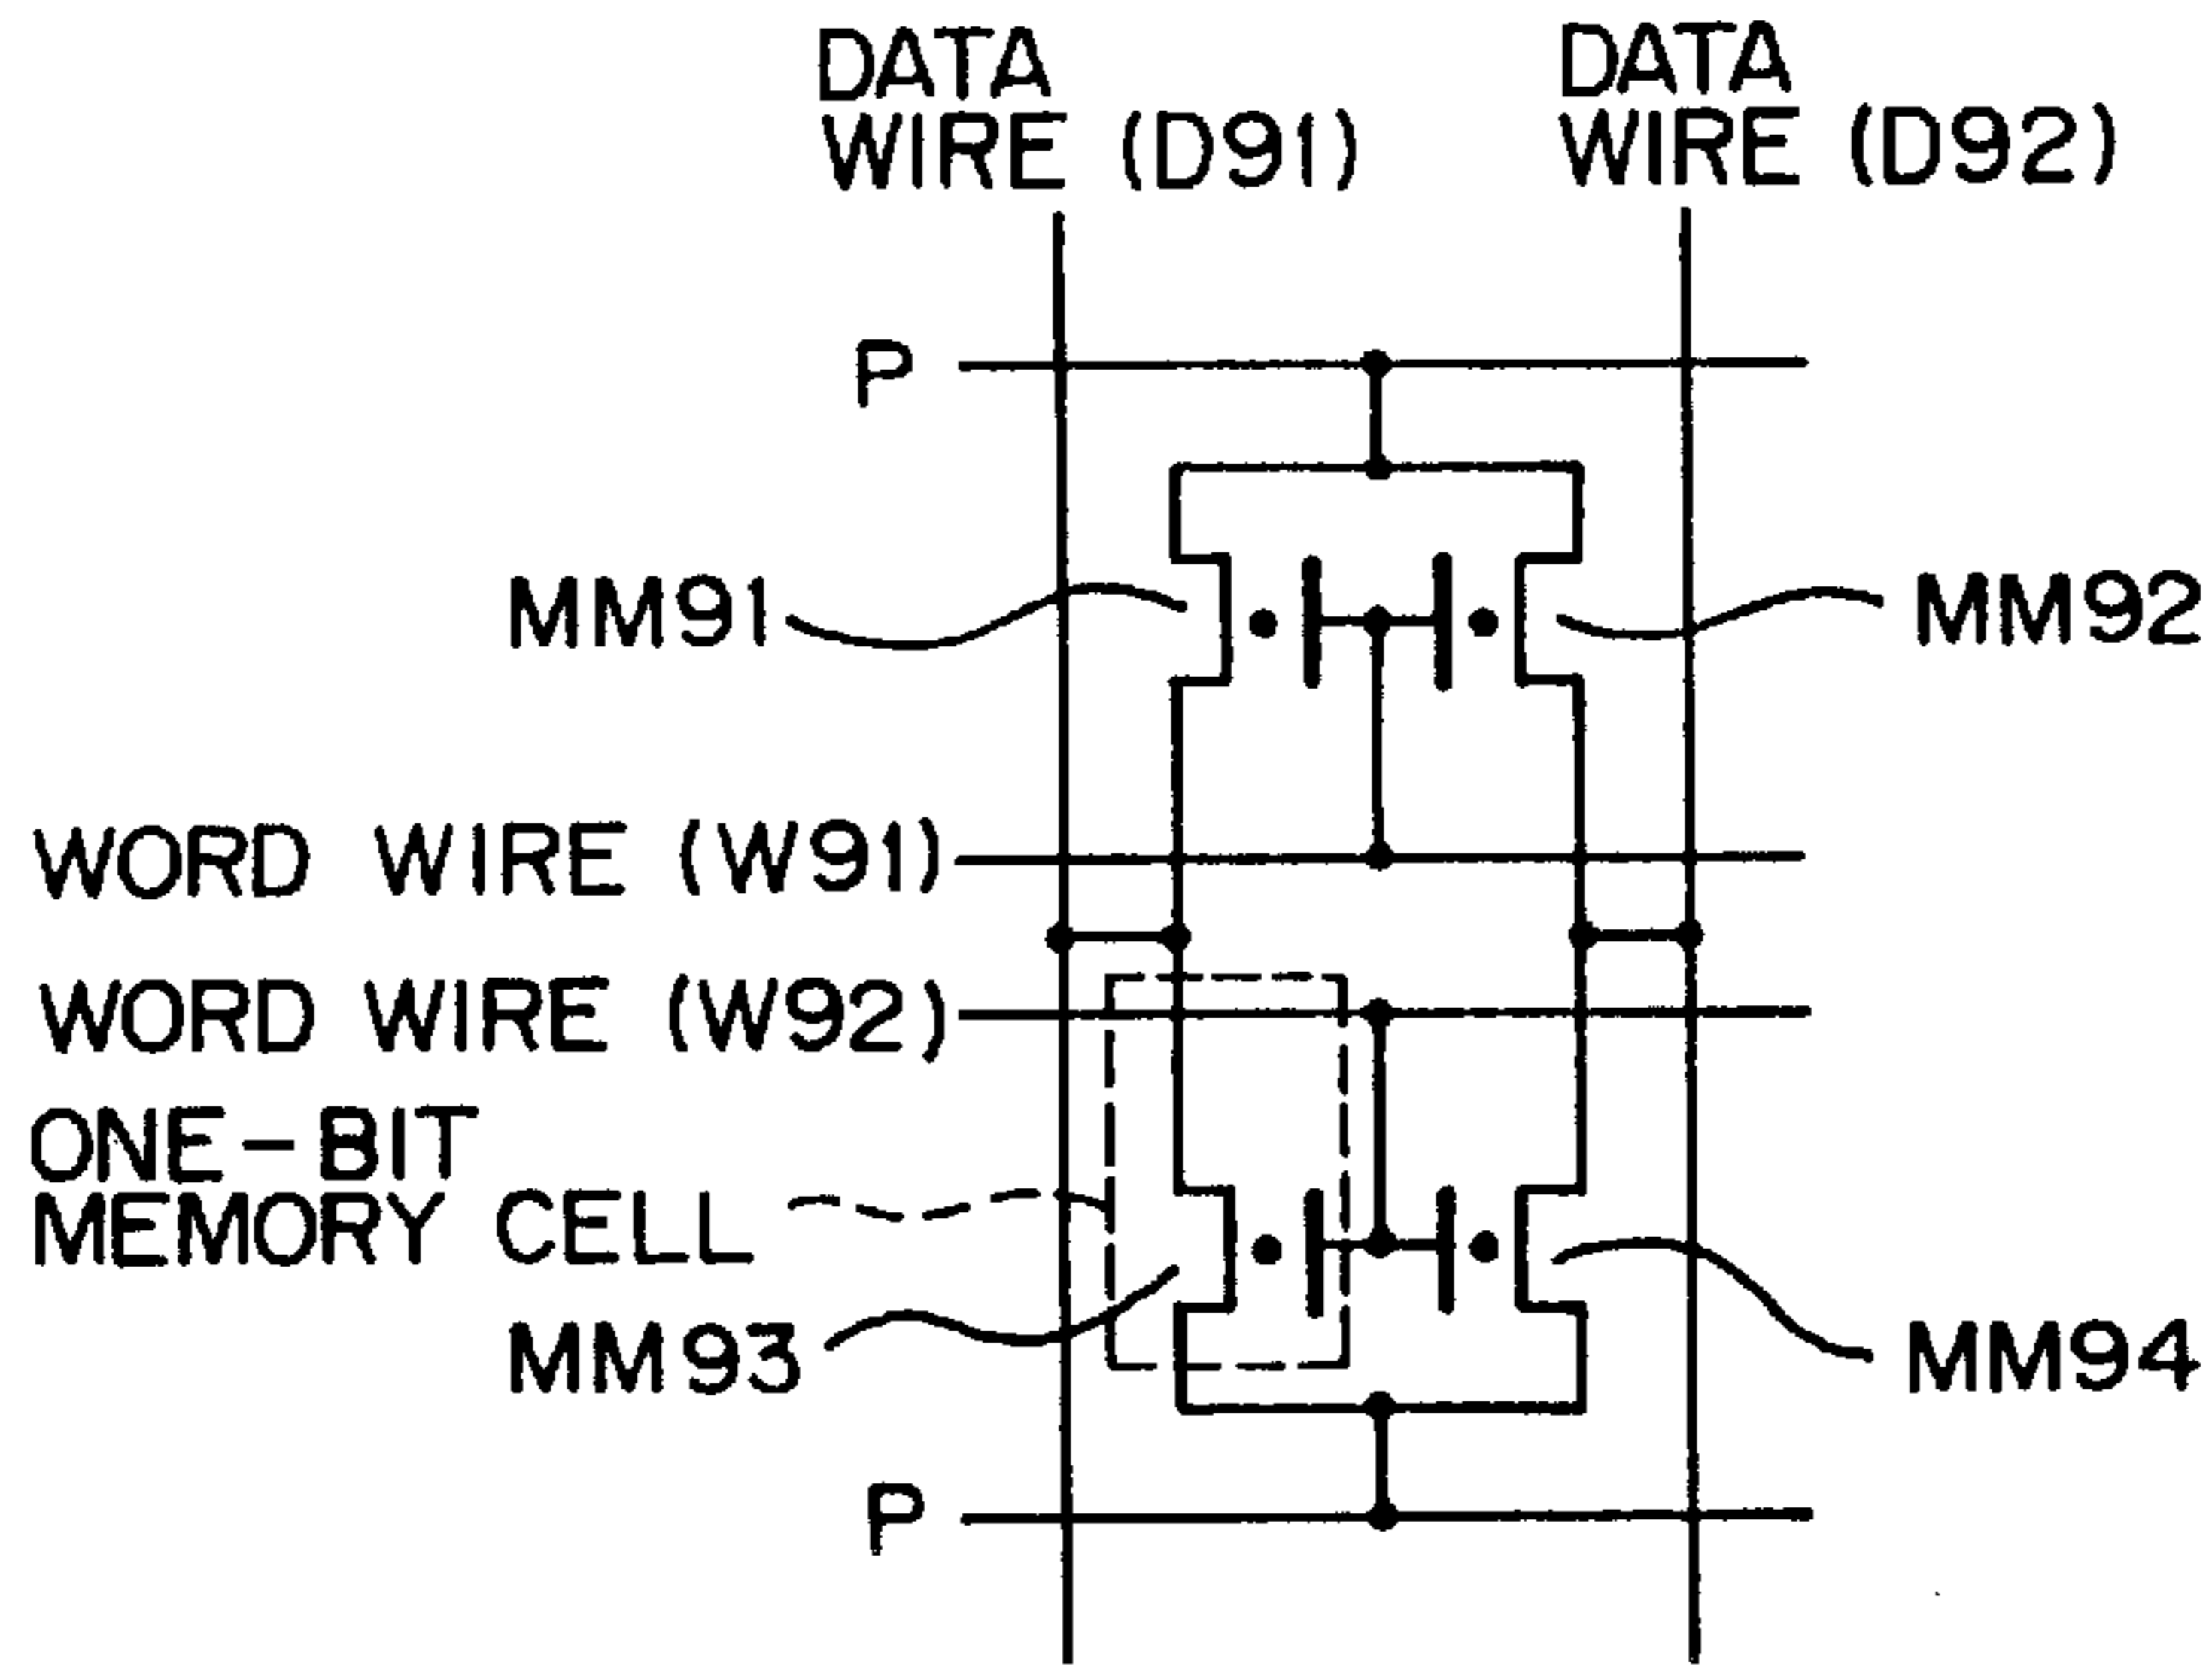 DATA
WIRE (D91)
DATA
WIRE (D92)
P
MM91
MM92
WORD WIRE (W91)
WORD WIRE (W92)
ONE-BIT
MEMORY CELL
MM93
MM94
P